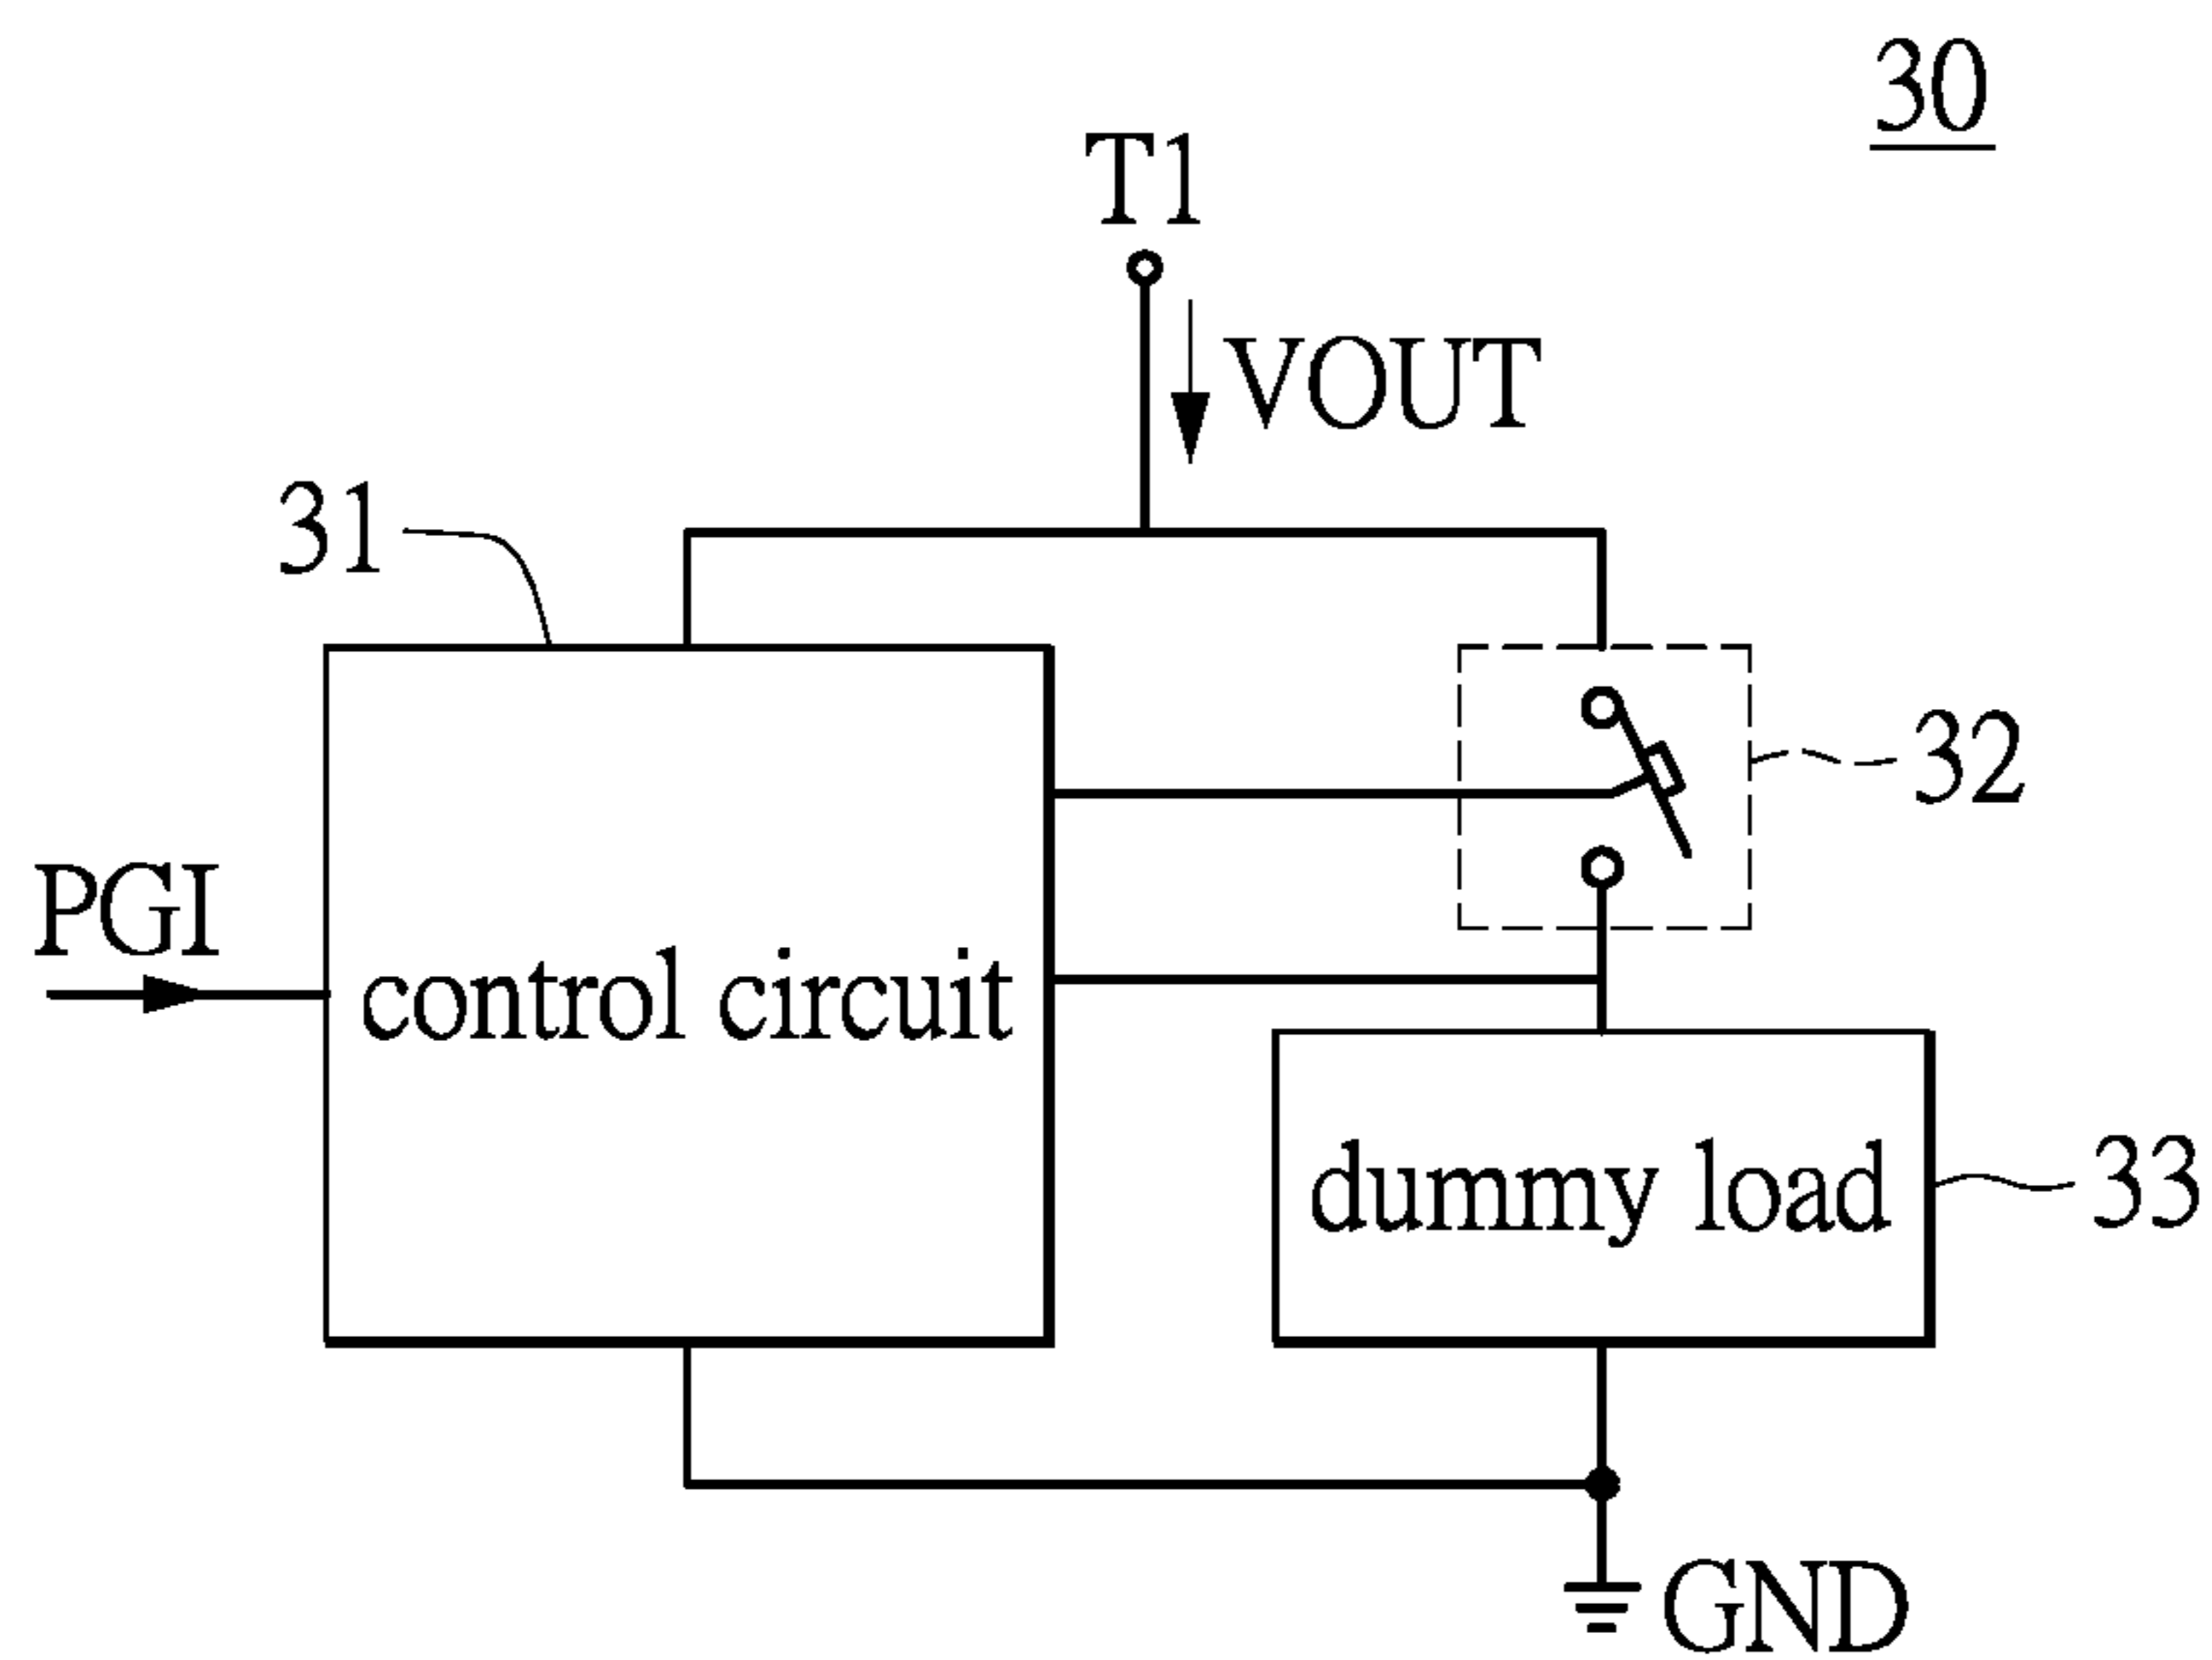 30
T1
VOUT
31
32
PGI
control circuit
dummy load
33
GND